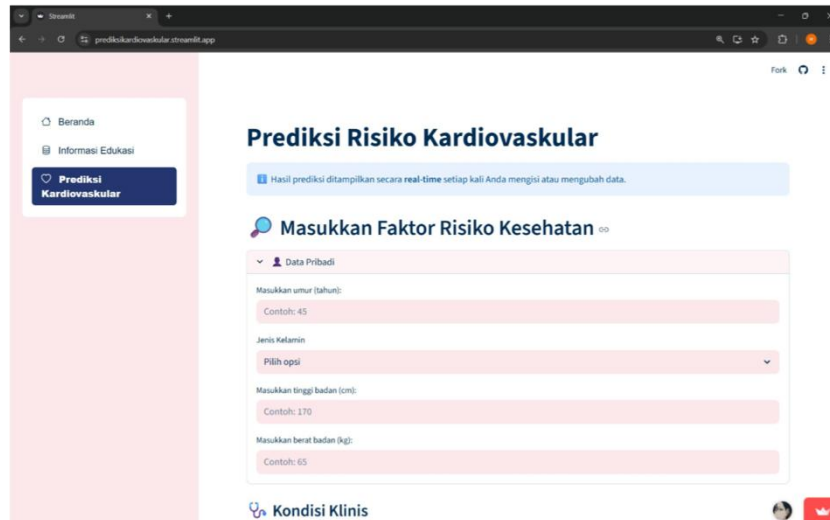 Streamlit
prediksikardiovaskular.streamlit.app
Fork
Beranda
Informasi Edukasi
Prediksi
Kardiovaskular
Prediksi Risiko Kardiovaskular
Hasil prediksi ditampilkan secara real-time setiap kali Anda mengisi atau mengubah data.
Masukkan Faktor Risiko Kesehatan
Data Pribadi
Masukkan umur (tahun):
Contoh: 45
Jenis Kelamin
Pilih opsi
Masukkan tinggi badan (cm):
Contoh: 170
Masukkan berat badan (kg):
Contoh: 65
Kondisi Klinis